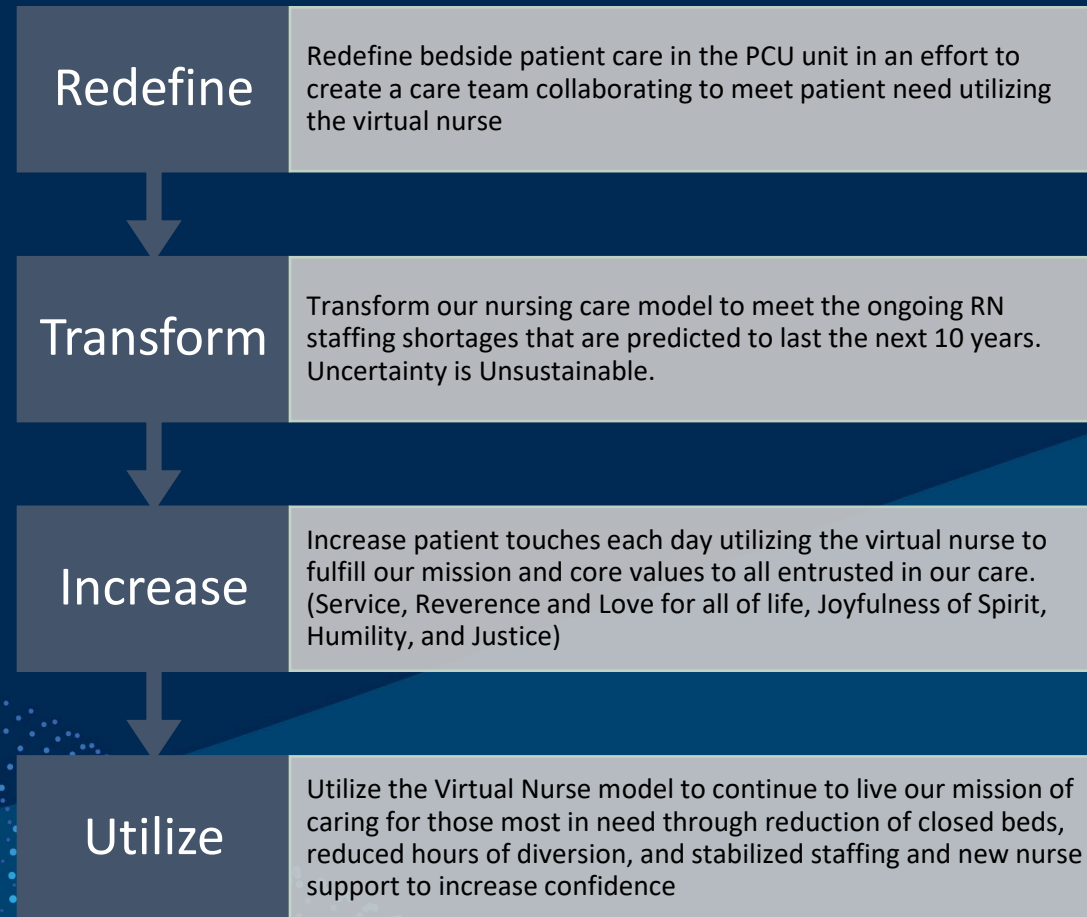 Redefine
Redefine bedside patient care in the PCU unit in an effort to
create a care team collaborating to meet patient need utilizing
the virtual nurse
Transform
Transform our nursing care model to meet the ongoing RN
staffing shortages that are predicted to last the next 10 years.
Uncertainty is Unsustainable.
Increase
Increase patient touches each day utilizing the virtual nurse to
fulfill our mission and core values to all entrusted in our care.
(Service, Reverence and Love for all of life, Joyfulness of Spirit,
Humility, and Justice)
Utilize
Utilize the Virtual Nurse model to continue to live our mission of
caring for those most in need through reduction of closed beds,
reduced hours of diversion, and stabilized staffing and new nurse
support to increase confidence